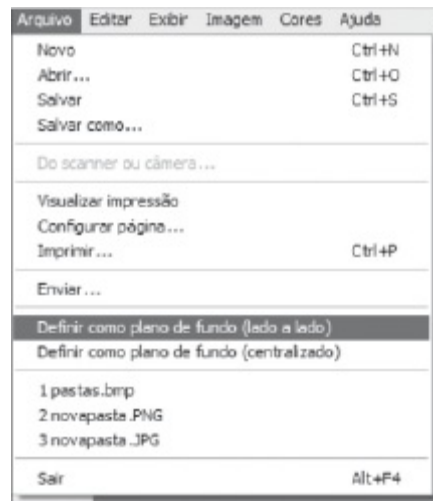 Arquivo Editar Exibir Imagem Cores Ajuda
Novo Ctrl+N
Abrir... Ctrl+O
Salvar Ctrl+S
Salvar como...
Do scanner ou câmera...
Visualizar impressão
Configurar página...
Imprimir... Ctrl+P
Enviar...
Definir como plano de fundo (lado a lado)
Definir como plano de fundo (centralizado)
1 pastas.bmp
2 novapasta.PNG
3 novapasta.JPG
Sair Alt+F4